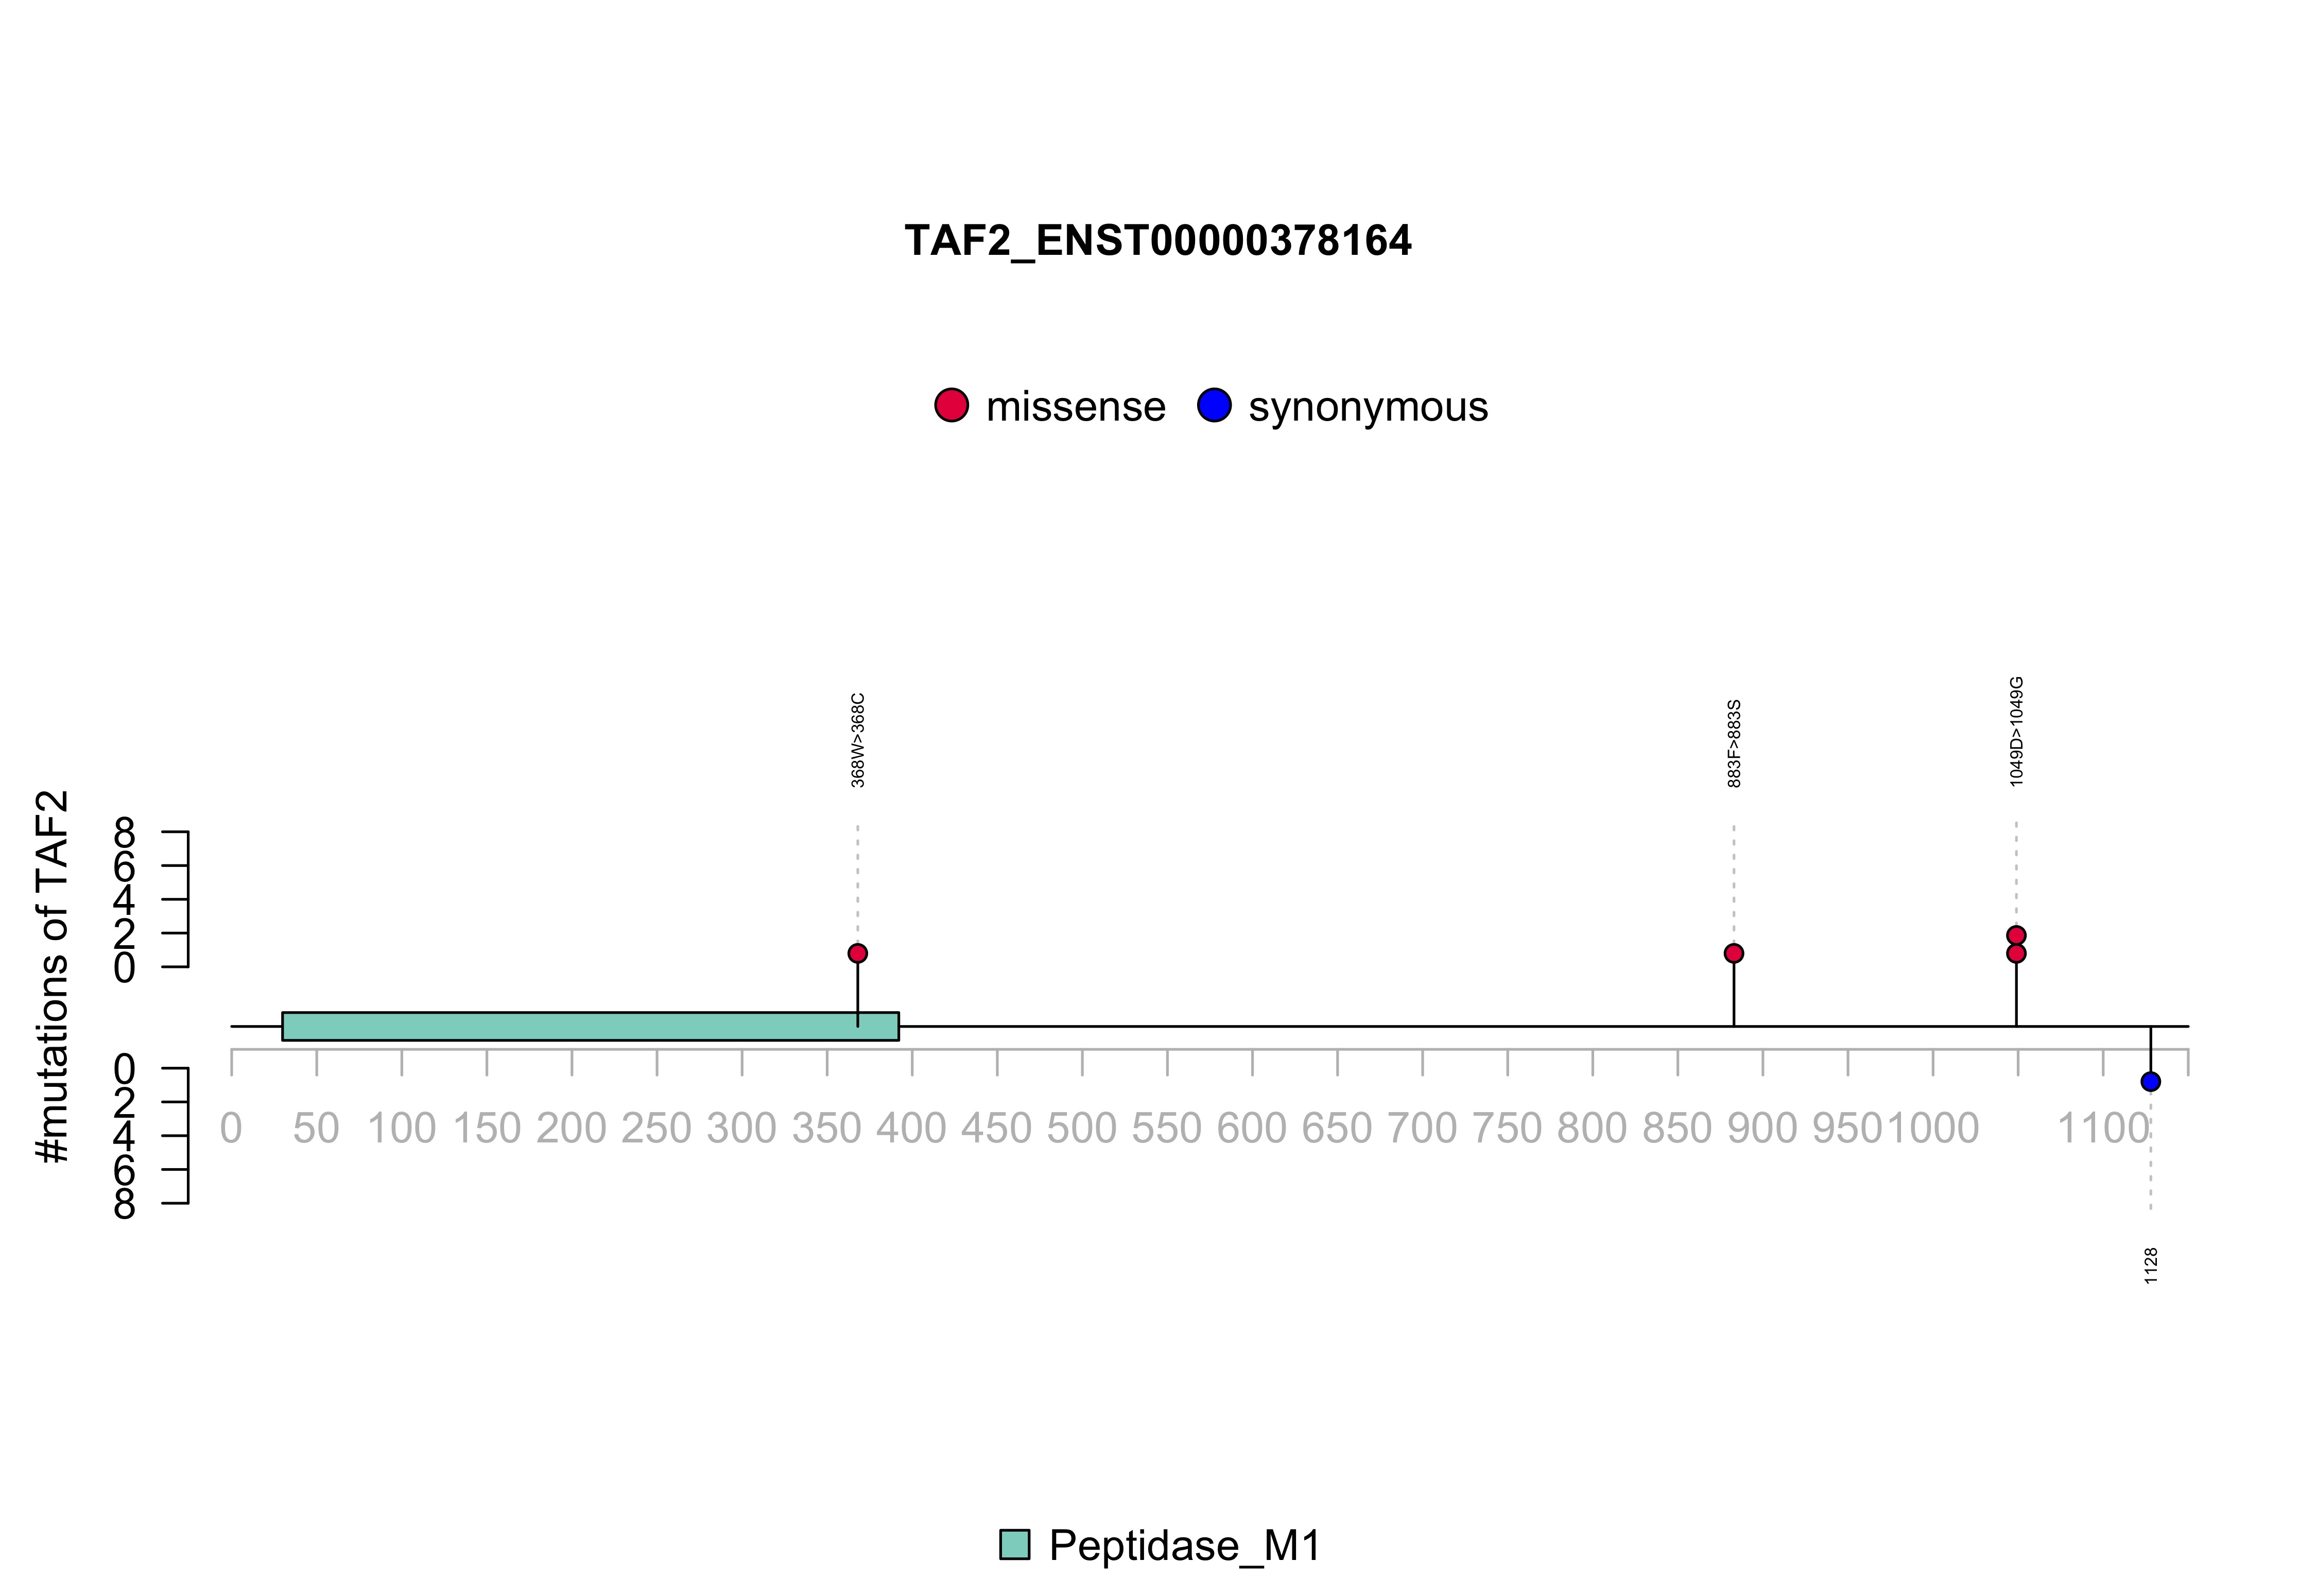 TAF2_ENST00000378164
missense synonymous
368W>368C
883F>883S
1049D>1049G
#mutations of TAF2
8
6
4
2
0
0
2
4
6
8
0 50 100 150 200 250 300 350 400 450 500 550 600 650 700 750 800 850 900 950 1000 1100
1128
Peptidase_M1